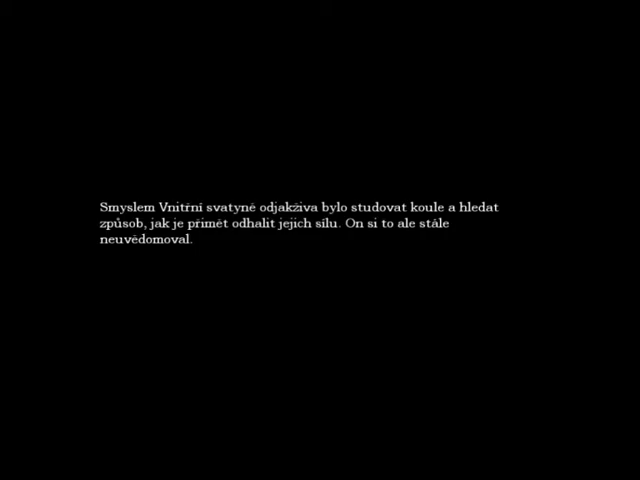 Smyslem Vnitřní svatyně odjakživa bylo studovat koule a hledat
způsob, jak je přimět odhalit jejich sílu. On si to ale stále
neuvědomoval.